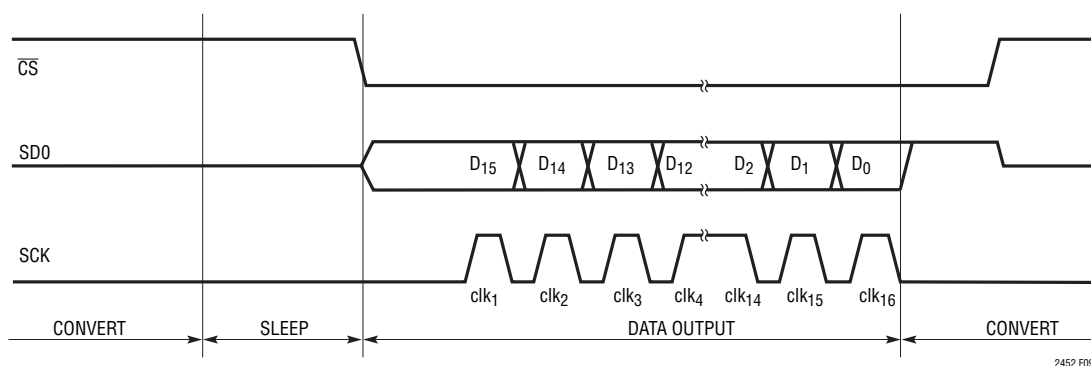 CS
SD0
D15 D14 D13 D12 D2 D1 D0
SCK
clk1 clk2 clk3 clk4 clk14 clk15 clk16
CONVERT SLEEP DATA OUTPUT CONVERT
2452 F09